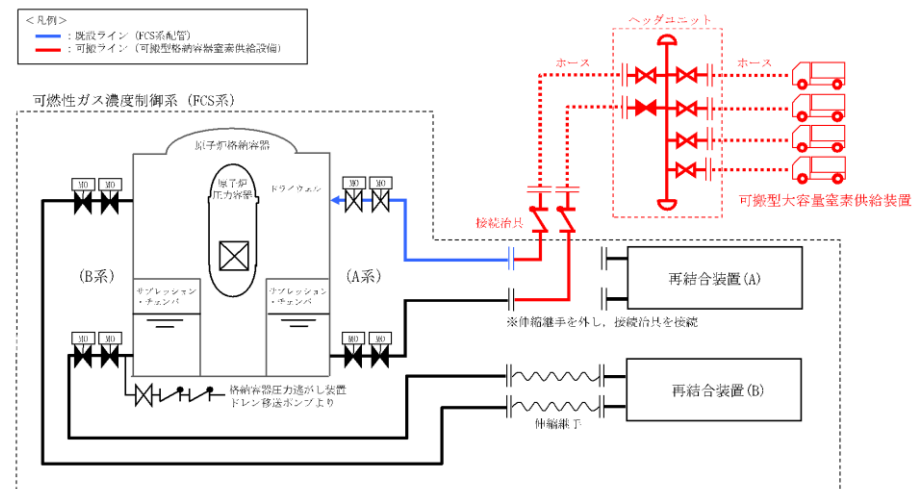 ＜凡例＞
：既設ライン（FCS系配管）
：可搬ライン（可搬型格納容器窒素供給設備）
ヘッダユニット
ホース
ホース
可燃性ガス濃度制御系（FCS系）
原子炉格納容器
原子炉
圧力容器
ドライウェル
MO
MO
MO
MO
接続治具
可搬型大容量窒素供給装置
(B系)
(A系)
再結合装置(A)
サプレッション
・チェンバ
サプレッション
・チェンバ
※伸縮継手を外し，接続治具を接続
MO
MO
MO
MO
格納容器圧力逃がし装置
ドレン移送ポンプより
再結合装置(B)
伸縮継手